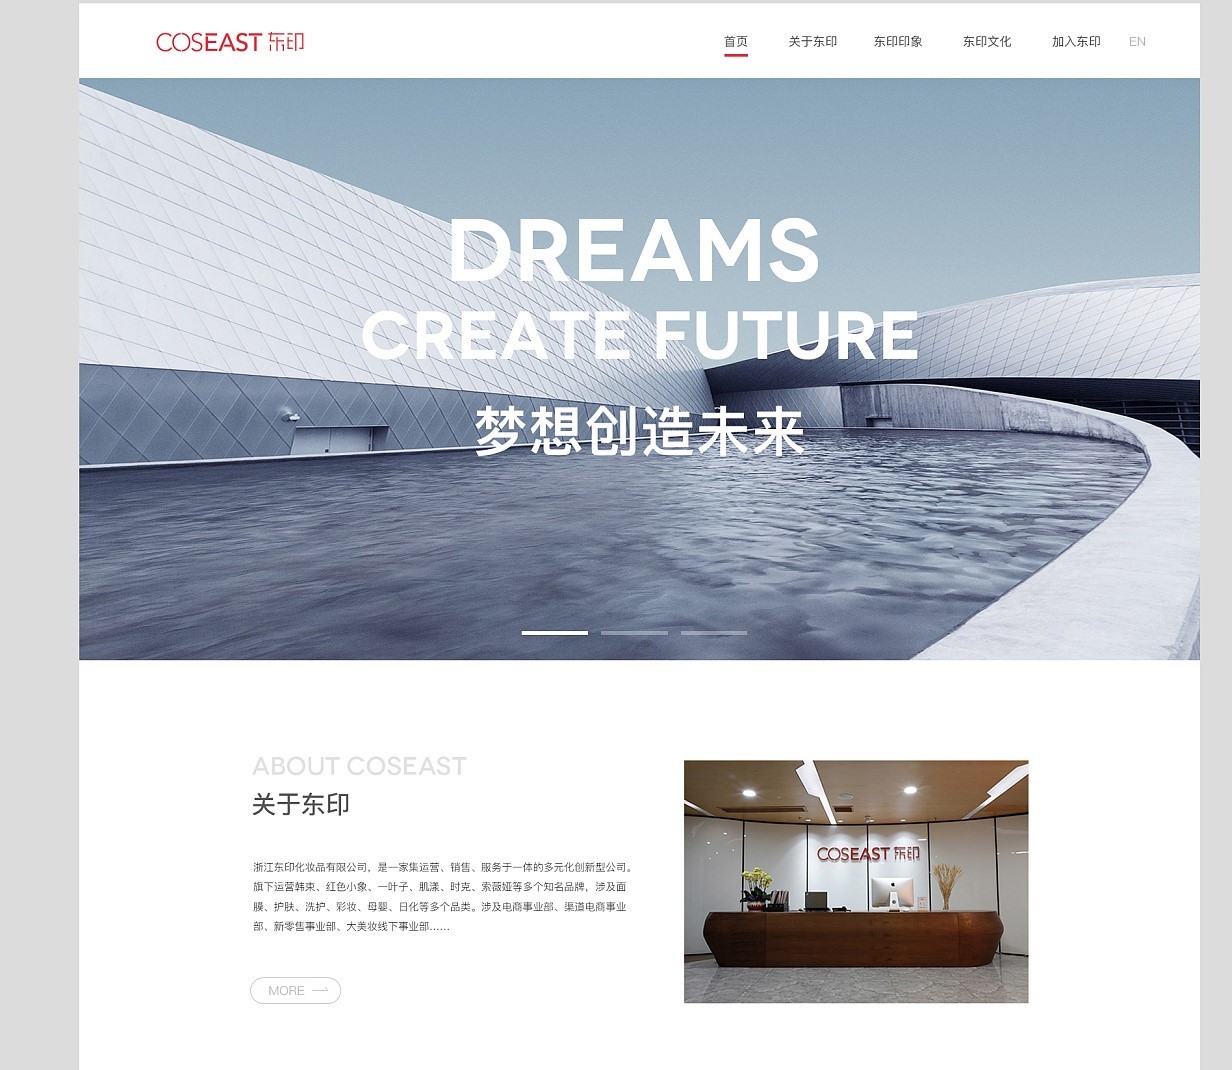 COSEAST 东印
首页 关于东印 东印印象 东印文化 加入东印 EN
DREAMS
CREATE FUTURE
梦想创造未来
ABOUT COSEAST
关于东印
浙江东印化妆品有限公司，是一家集运营、销售、服务于一体的多元化创新型公司。
旗下运营韩束、红色小象、一叶子、肌漾、时克、索薇娅等多个知名品牌，涉及面
膜、护肤、洗护、彩妆、母婴、日化等多个品类。涉及电商事业部、渠道电商事业
部、新零售事业部、大美妆线下事业部……
COSEAST 东印
MORE